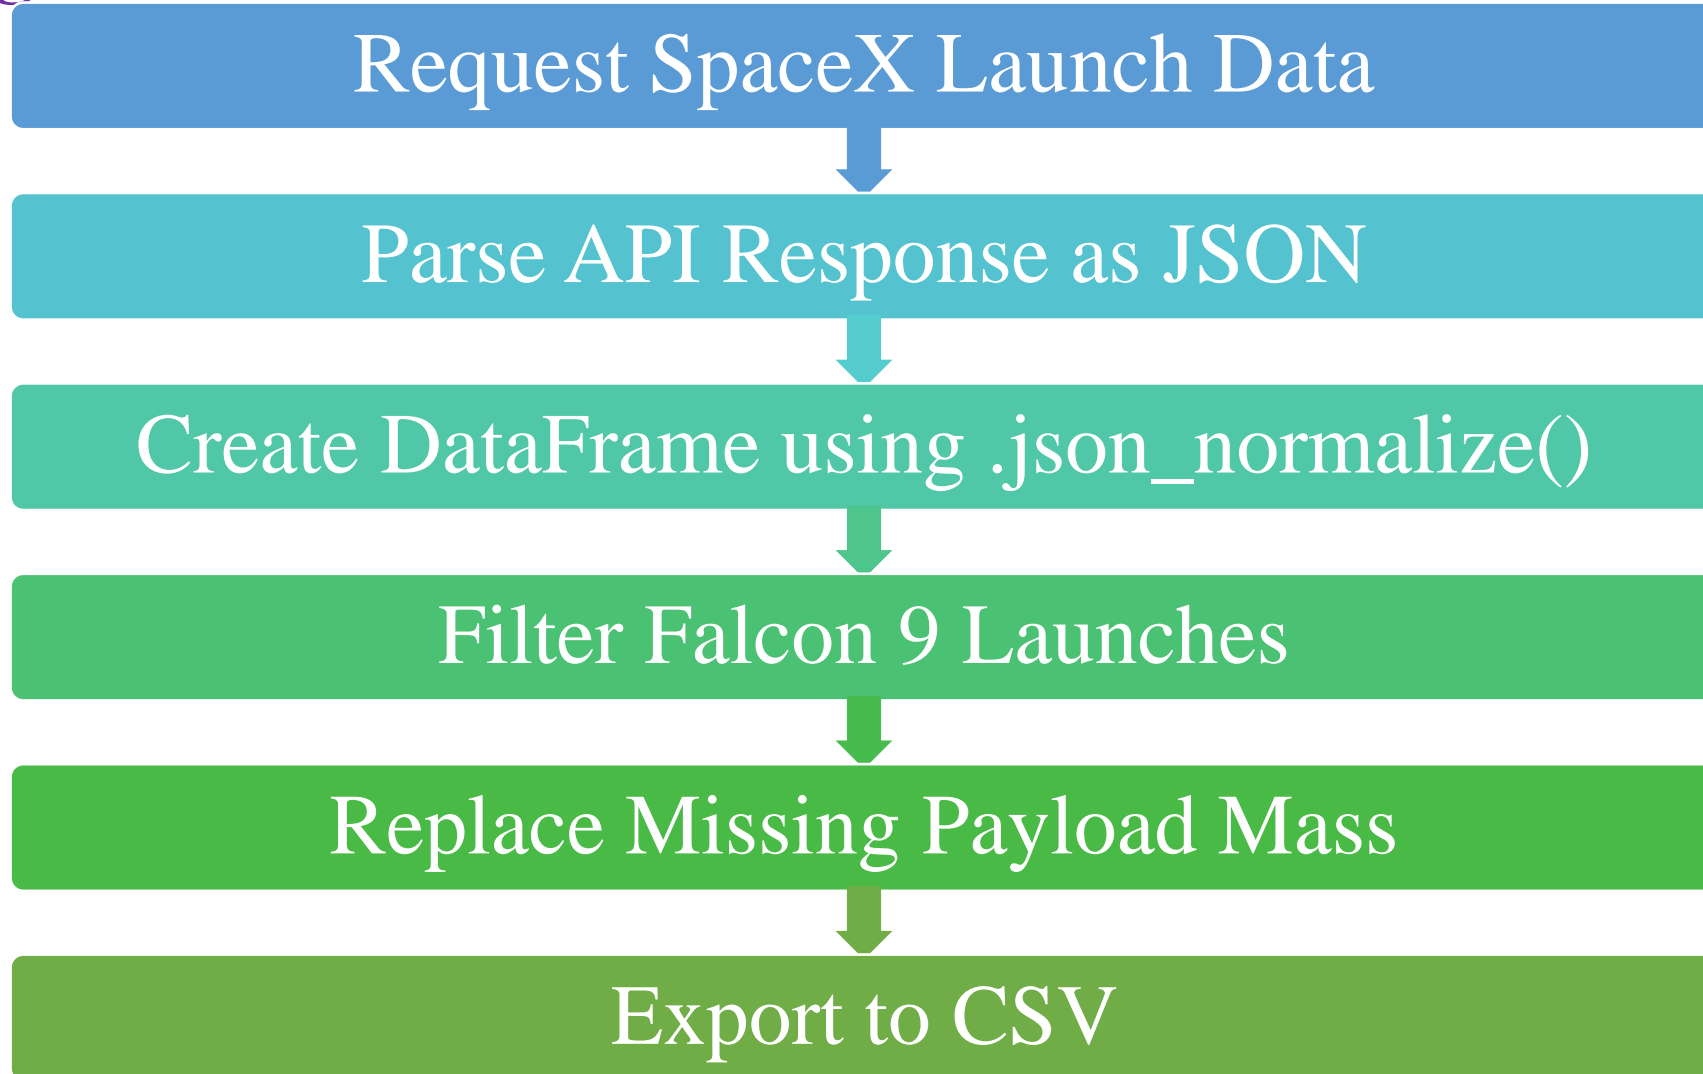 Request SpaceX Launch Data
Parse API Response as JSON
Create DataFrame using .json_normalize()
Filter Falcon 9 Launches
Replace Missing Payload Mass
Export to CSV